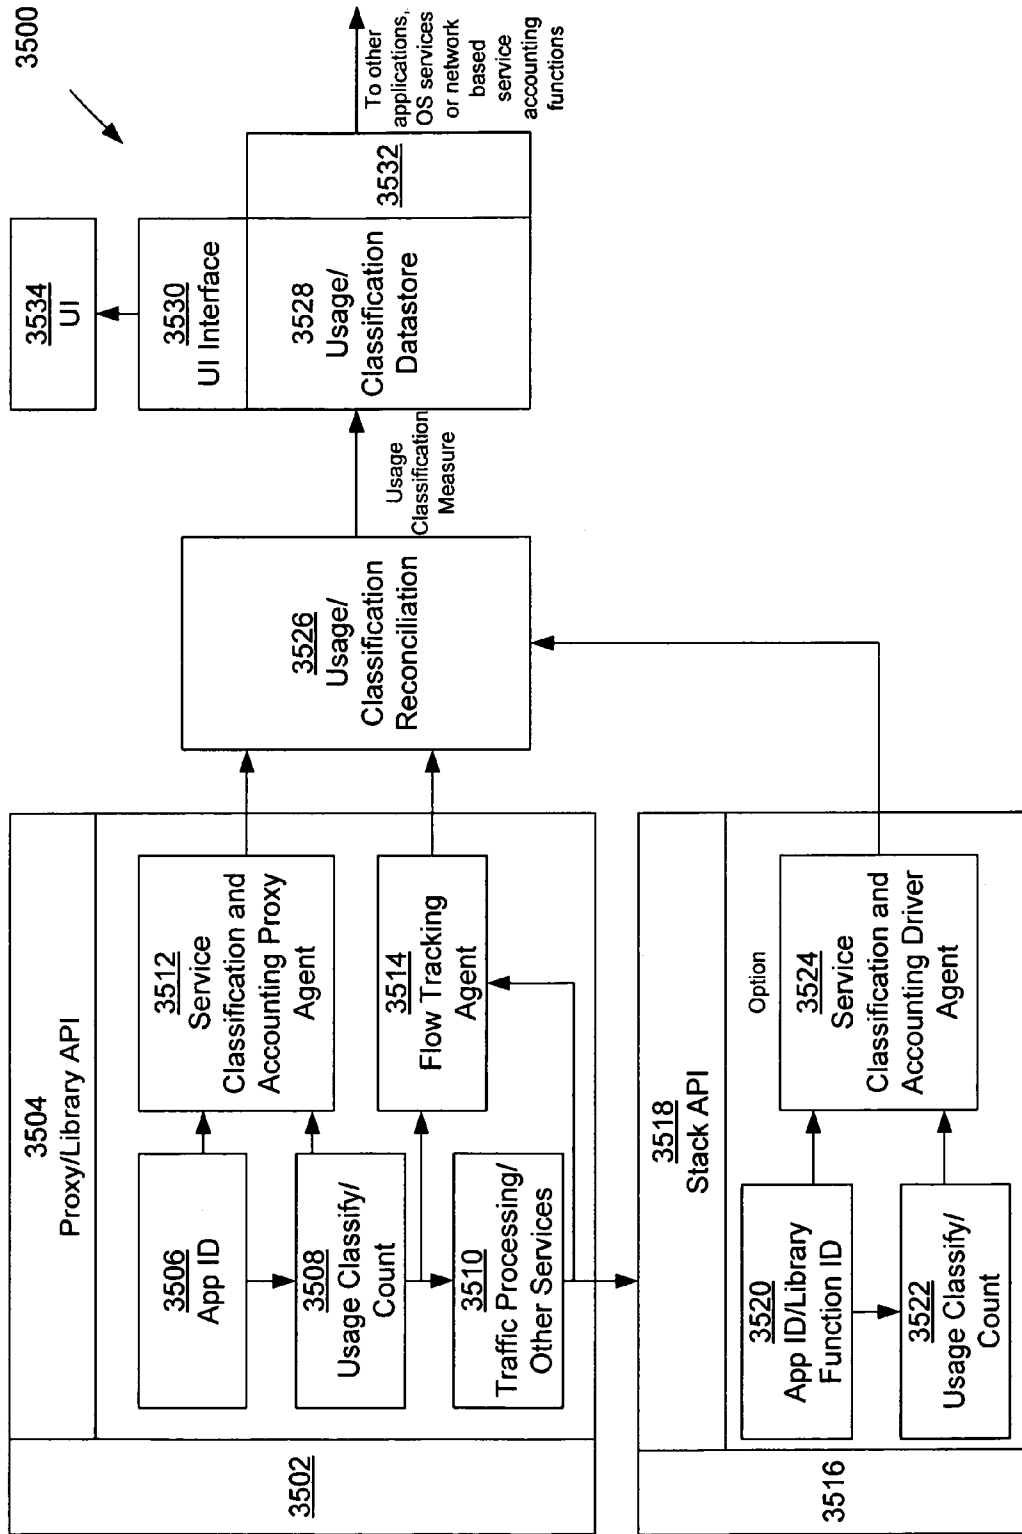 3500
3504
Proxy/Library API
3502
3506
App ID
3508
Usage Classify/
Count
3510
Traffic Processing/
Other Services
3512
Service
Classification and
Accounting Proxy
Agent
3514
Flow Tracking
Agent
3516
3518
Stack API
3520
App ID/Library
Function ID
3522
Usage Classify/
Count
Option
3524
Service
Classification and
Accounting Driver
Agent
3526
Usage/
Classification
Reconciliation
Usage
Classification
Measure
3534
UI
3530
UI Interface
3528
Usage/
Classification
Datastore
3532
To other
applications,
OS services
or network
based
service
accounting
functions